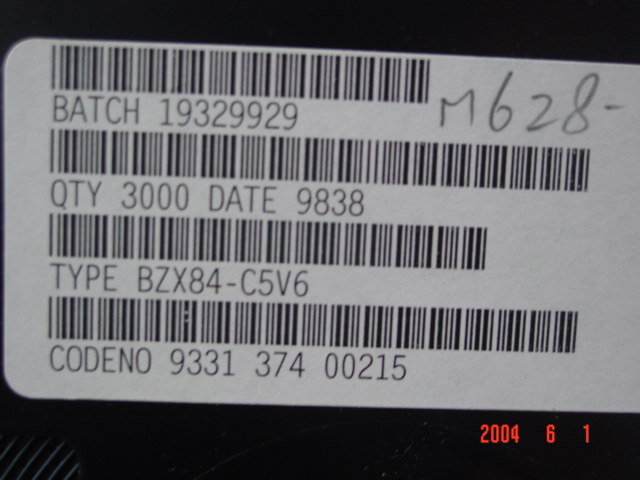 M628-
BATCH 19329929
QTY 3000 DATE 9838
TYPE BZX84-C5V6
CODENO 9331 374 00215
2004 6 1